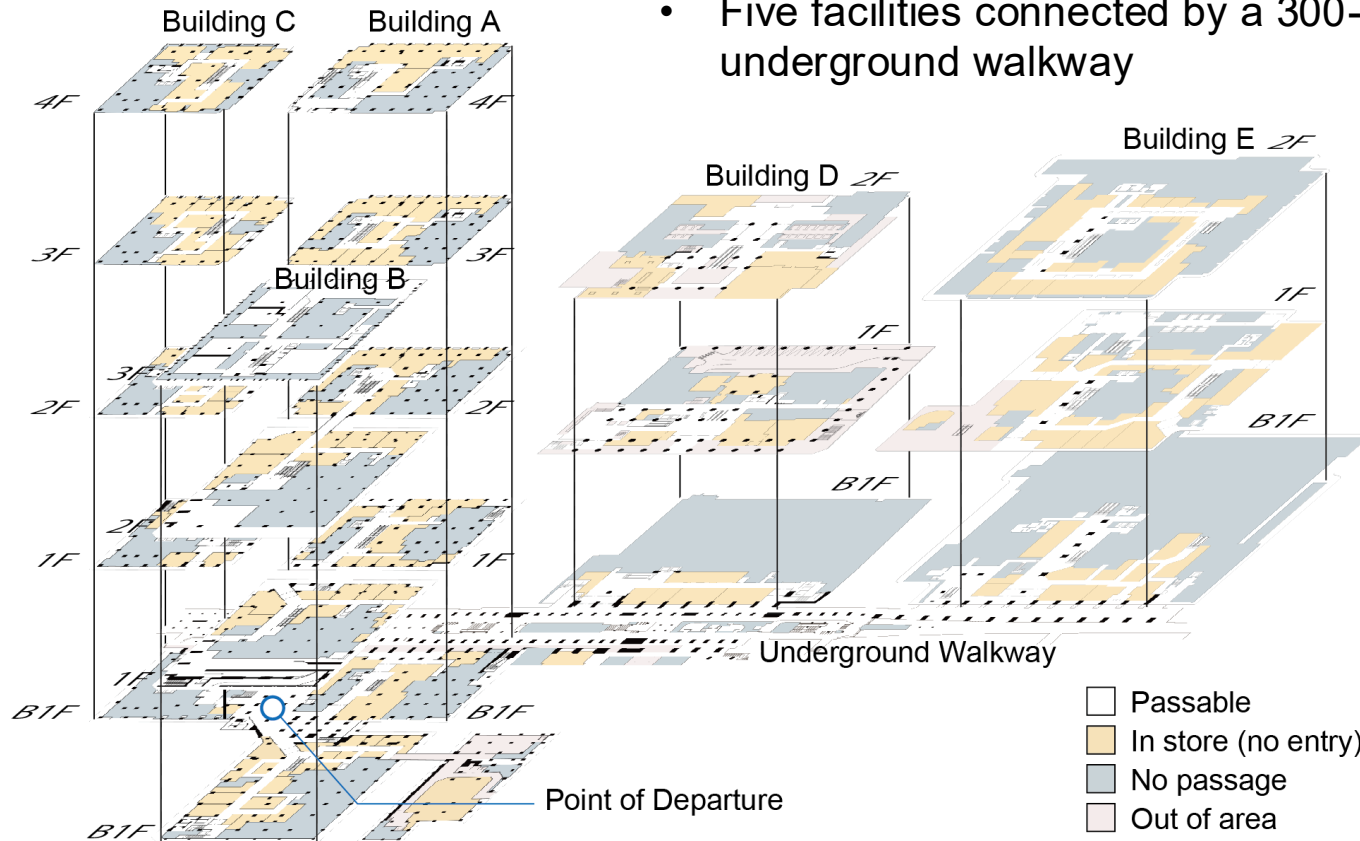 • Five facilities connected by a 300-
underground walkway
Building C
Building A
4F
4F
Building E
2F
Building D
2F
3F
3F
Building B
1F
1F
3F
2F
2F
B1F
B1F
2F
1F
1F
Underground Walkway
1F
B1F
B1F
Passable
In store (no entry)
No passage
Out of area
Point of Departure
B1F